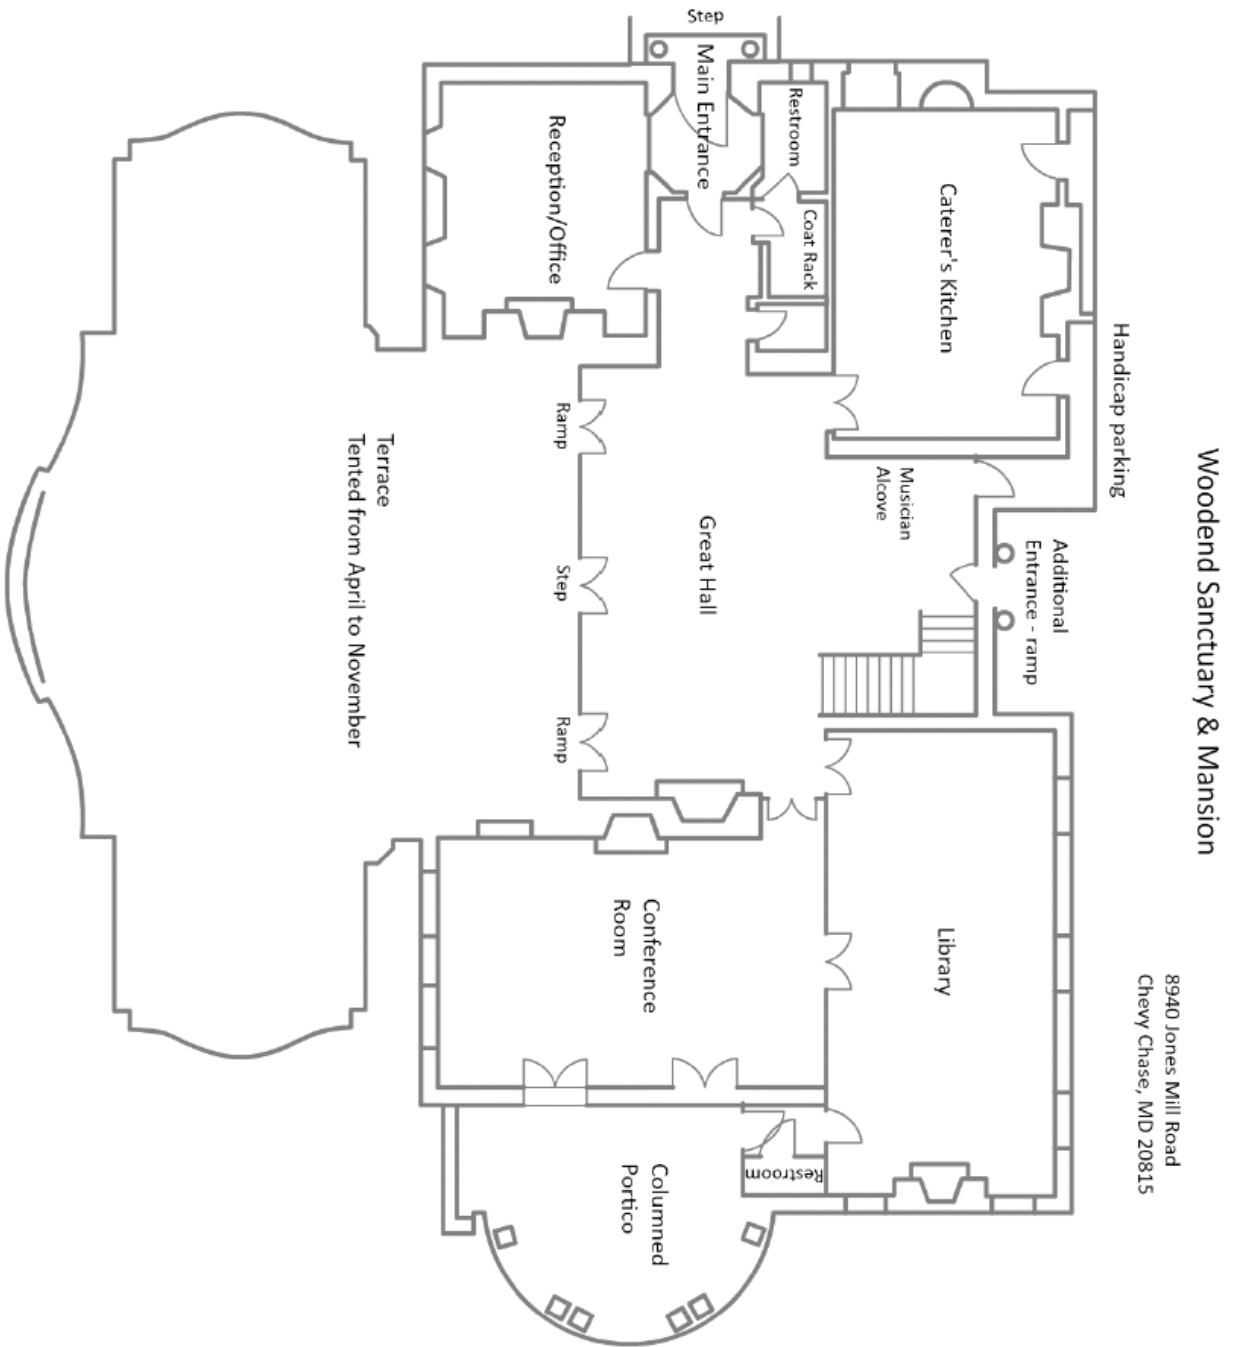 Woodend Sanctuary & Mansion
8940 Jones Mill Road
Chevy Chase, MD 20815
Handicap parking
Additional
Entrance - ramp
Step
Main Entrance
Restroom
Coat Rack
Caterer's Kitchen
Reception/Office
Musician
Alcove
Great Hall
Ramp
Step
Ramp
Terrace
Tented from April to November
Library
Conference
Room
Restroom
Columned
Portico